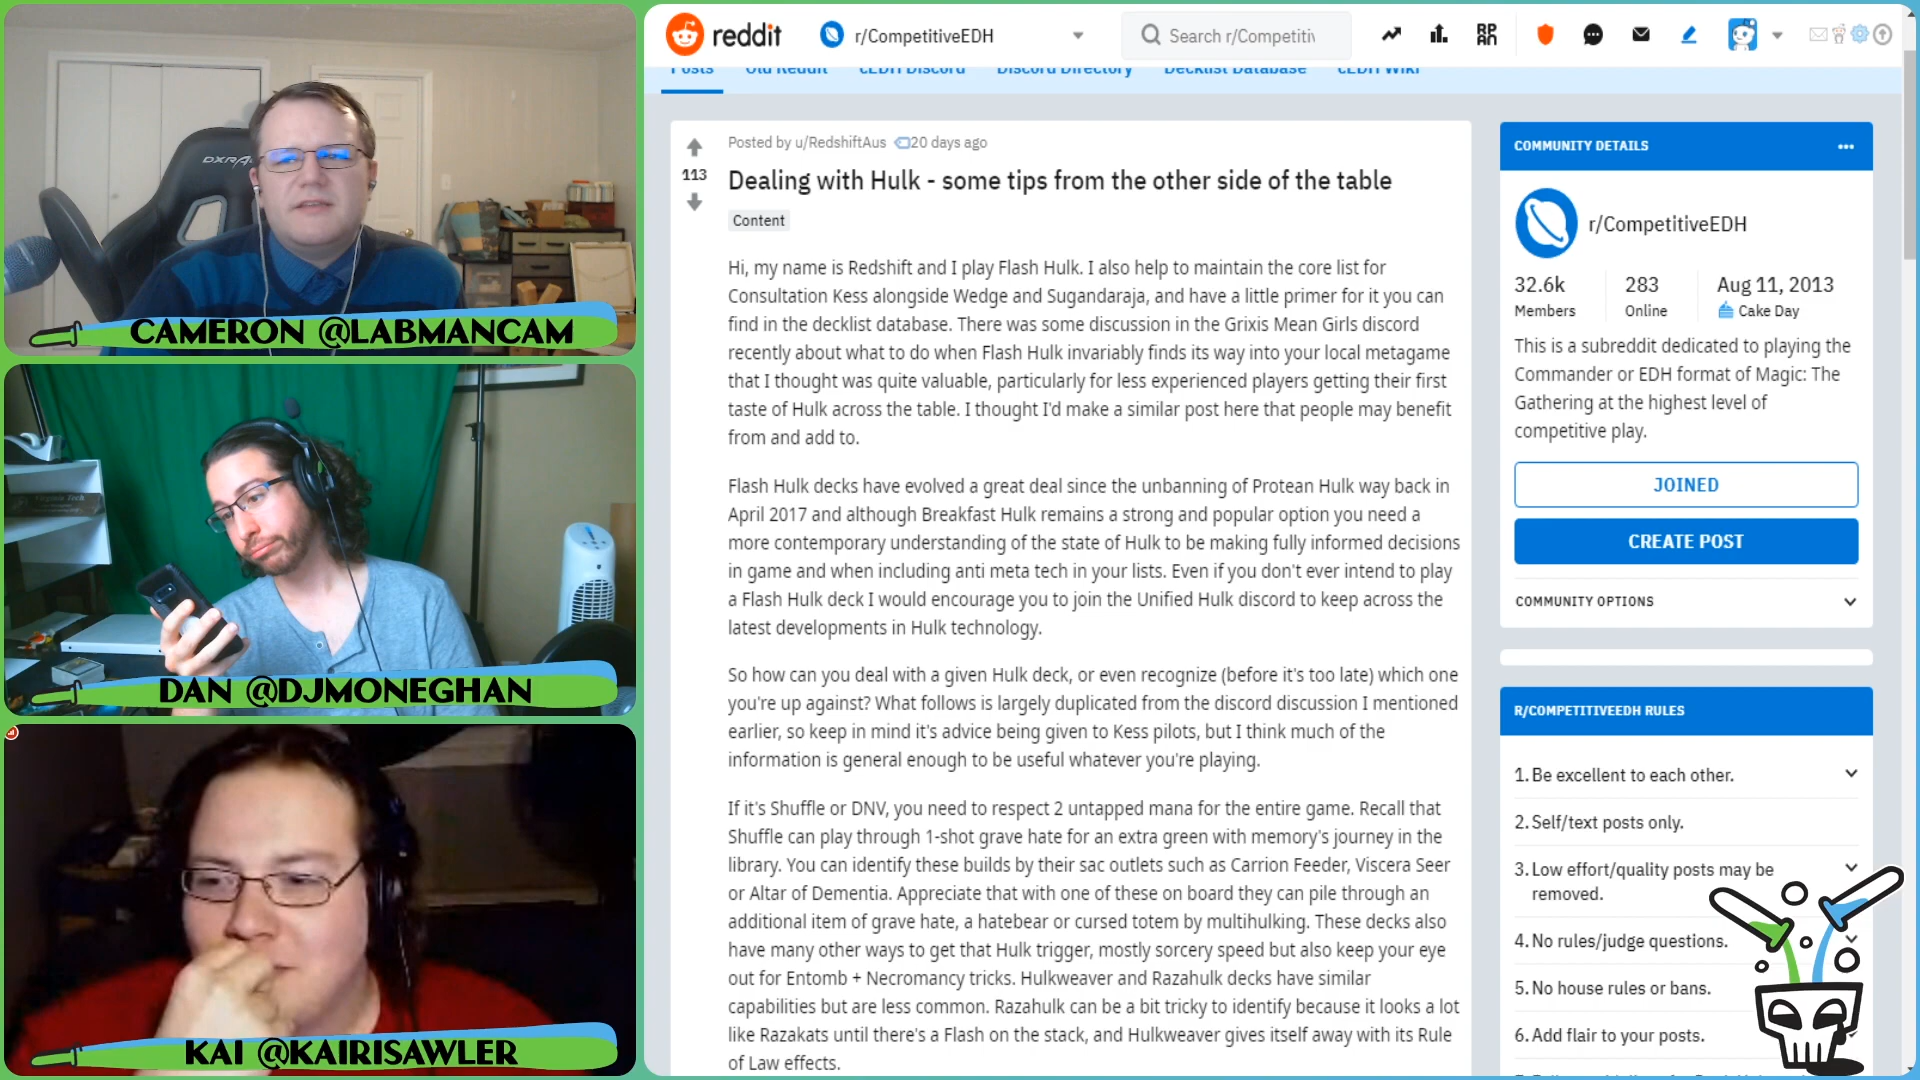 DXRA
CAMERON @LABMANCAM
Virginia Tech
DAN @DJMONEGHAN
KAI @KAIRISAWLER
reddit
r/CompetitiveEDH
Search r/Competitiv
Posts Old Reddit cEDH Discord Discord Directory Decklist Database cEDH Wiki
Posted by u/RedshiftAus 20 days ago
113
Dealing with Hulk - some tips from the other side of the table
Content
Hi, my name is Redshift and I play Flash Hulk. I also help to maintain the core list for
Consultation Kess alongside Wedge and Sugandaraja, and have a little primer for it you can
find in the decklist database. There was some discussion in the Grixis Mean Girls discord
recently about what to do when Flash Hulk invariably finds its way into your local metagame
that I thought was quite valuable, particularly for less experienced players getting their first
taste of Hulk across the table. I thought I'd make a similar post here that people may benefit
from and add to.
Flash Hulk decks have evolved a great deal since the unbanning of Protean Hulk way back in
April 2017 and although Breakfast Hulk remains a strong and popular option you need a
more contemporary understanding of the state of Hulk to be making fully informed decisions
in game and when including anti meta tech in your lists. Even if you don't ever intend to play
a Flash Hulk deck I would encourage you to join the Unified Hulk discord to keep across the
latest developments in Hulk technology.
So how can you deal with a given Hulk deck, or even recognize (before it's too late) which one
you're up against? What follows is largely duplicated from the discord discussion I mentioned
earlier, so keep in mind it's advice being given to Kess pilots, but I think much of the
information is general enough to be useful whatever you're playing.
If it's Shuffle or DNV, you need to respect 2 untapped mana for the entire game. Recall that
Shuffle can play through 1-shot grave hate for an extra green with memory's journey in the
library. You can identify these builds by their sac outlets such as Carrion Feeder, Viscera Seer
or Altar of Dementia. Appreciate that with one of these on board they can pile through an
additional item of grave hate, a hatebear or cursed totem by multihulking. These decks also
have many other ways to get that Hulk trigger, mostly sorcery speed but also keep your eye
out for Entomb + Necromancy tricks. Hulkweaver and Razahulk decks have similar
capabilities but are less common. Razahulk can be a bit tricky to identify because it looks a lot
like Razakats until there's a Flash on the stack, and Hulkweaver gives itself away with its Rule
of Law effects.
COMMUNITY DETAILS
r/CompetitiveEDH
32.6k 283 Aug 11, 2013
Members Online Cake Day
This is a subreddit dedicated to playing the
Commander or EDH format of Magic: The
Gathering at the highest level of
competitive play.
JOINED
CREATE POST
COMMUNITY OPTIONS
R/COMPETITIVEEDH RULES
1. Be excellent to each other.
2. Self/text posts only.
3. Low effort/quality posts may be
removed.
4. No rules/judge questions.
5. No house rules or bans.
6. Add flair to your posts.